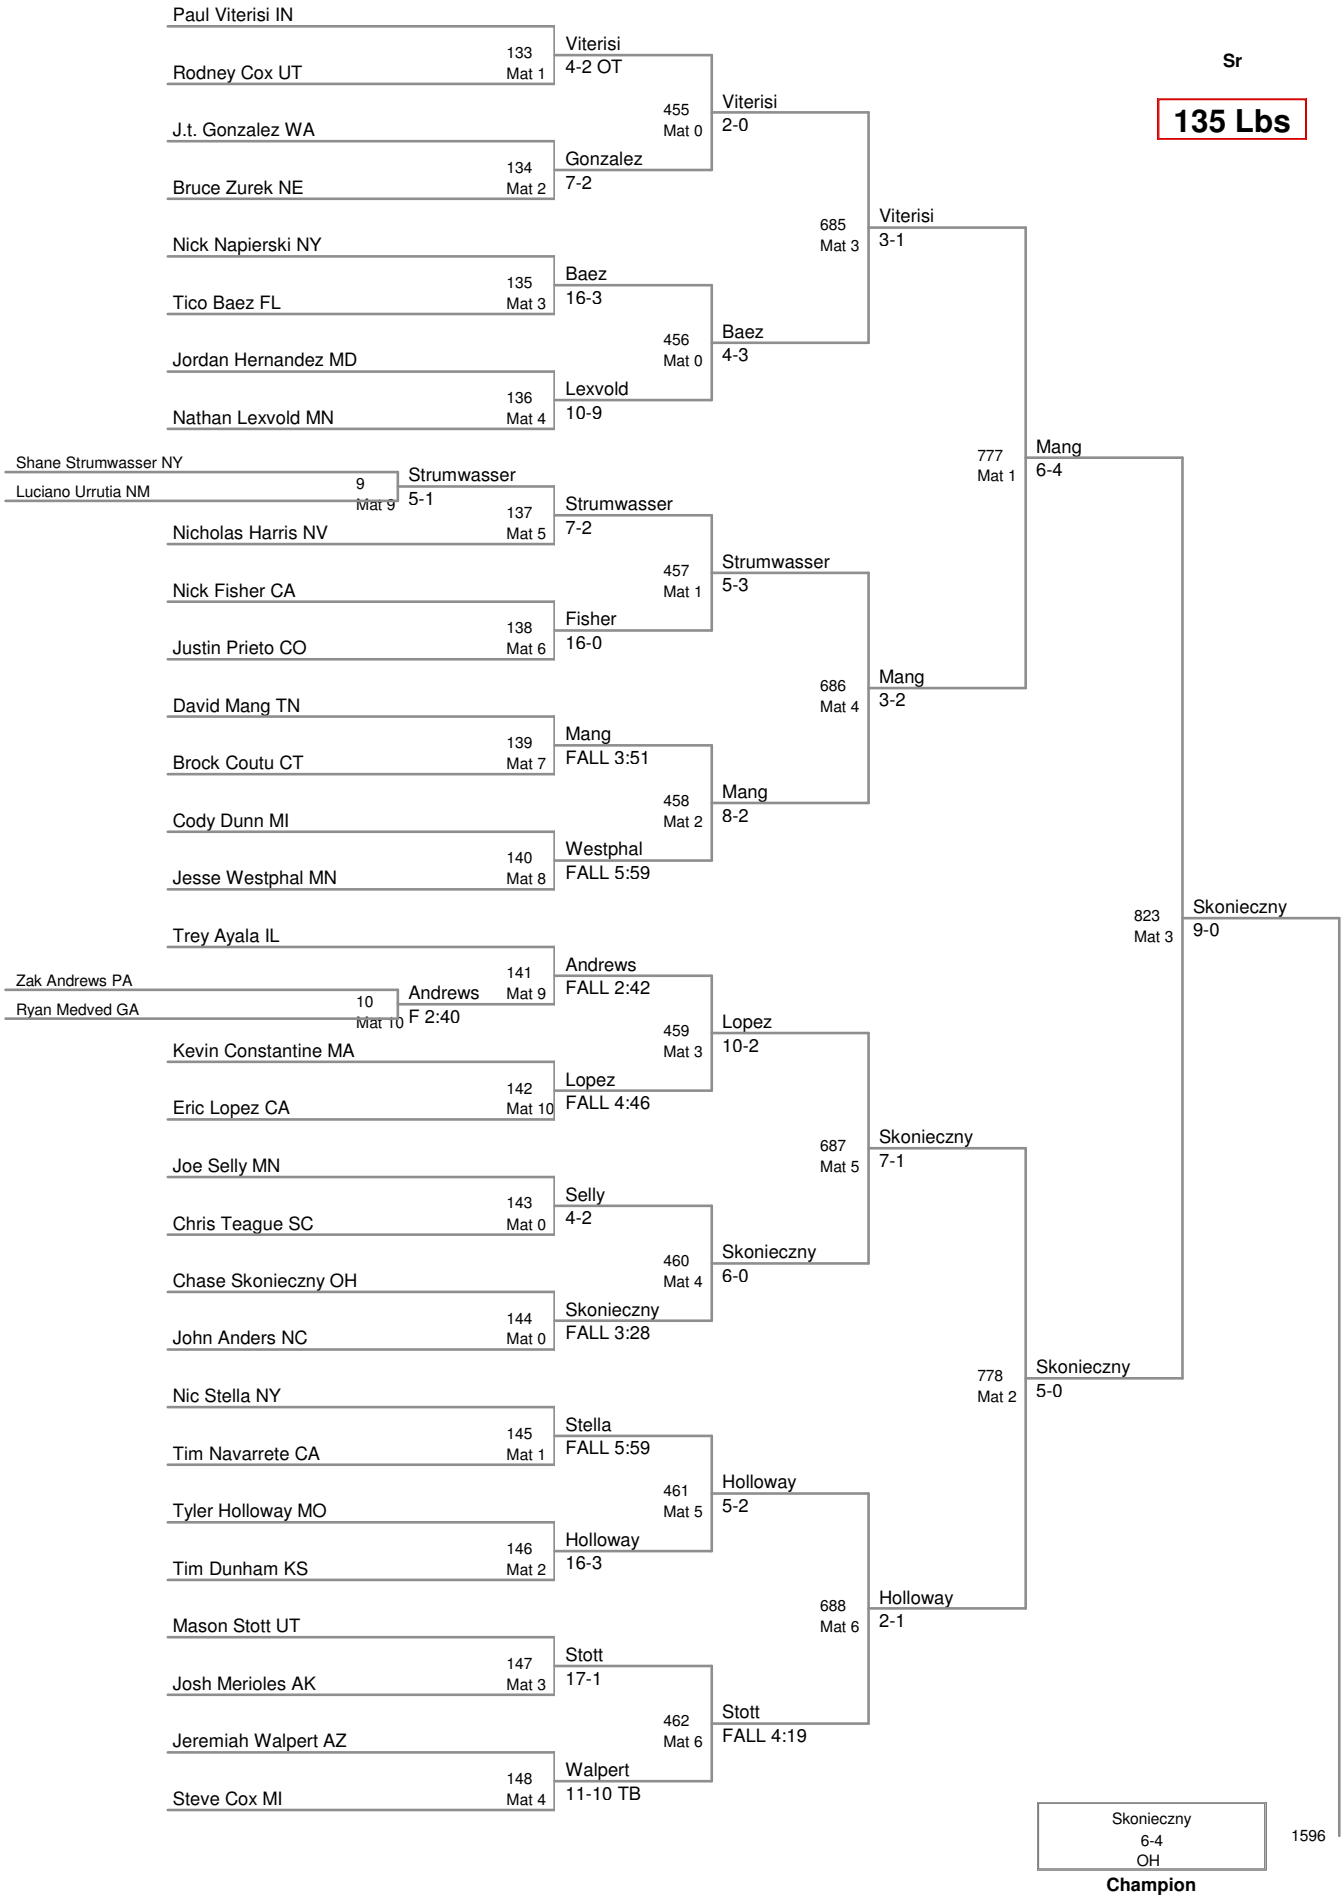 Paul Viterisi IN
133
Viterisi
Rodney Cox UT
Mat 1
4-2 OT
Sr
455
Viterisi
Mat 0
2-0
135 Lbs
J.t. Gonzalez WA
134
Gonzalez
Bruce Zurek NE
Mat 2
7-2
685
Viterisi
Mat 3
3-1
Nick Napierski NY
135
Baez
Tico Baez FL
Mat 3
16-3
456
Baez
Mat 0
4-3
Jordan Hernandez MD
136
Lexvold
Nathan Lexvold MN
Mat 4
10-9
777
Mang
Mat 1
6-4
Shane Strumwasser NY
9
Strumwasser
Luciano Urrutia NM
Mat 9
5-1
137
Strumwasser
Nicholas Harris NV
Mat 5
7-2
457
Strumwasser
Mat 1
5-3
Nick Fisher CA
138
Fisher
Justin Prieto CO
Mat 6
16-0
686
Mang
Mat 4
3-2
David Mang TN
139
Mang
Brock Coutu CT
Mat 7
FALL 3:51
458
Mang
Mat 2
8-2
Cody Dunn MI
140
Westphal
Jesse Westphal MN
Mat 8
FALL 5:59
823
Skonieczny
Mat 3
9-0
Trey Ayala IL
141
Andrews
Mat 9
FALL 2:42
Zak Andrews PA
10
Andrews
Ryan Medved GA
Mat 10
F 2:40
459
Lopez
Mat 3
10-2
Kevin Constantine MA
142
Lopez
Eric Lopez CA
Mat 10
FALL 4:46
687
Skonieczny
Mat 5
7-1
Joe Selly MN
143
Selly
Chris Teague SC
Mat 0
4-2
460
Skonieczny
Mat 4
6-0
Chase Skonieczny OH
144
Skonieczny
John Anders NC
Mat 0
FALL 3:28
778
Skonieczny
Mat 2
5-0
Nic Stella NY
145
Stella
Tim Navarrete CA
Mat 1
FALL 5:59
461
Holloway
Mat 5
5-2
Tyler Holloway MO
146
Holloway
Tim Dunham KS
Mat 2
16-3
688
Holloway
Mat 6
2-1
Mason Stott UT
147
Stott
Josh Merioles AK
Mat 3
17-1
462
Stott
Mat 6
FALL 4:19
Jeremiah Walpert AZ
148
Walpert
Steve Cox MI
Mat 4
11-10 TB
Skonieczny
6-4
OH
1596
Champion